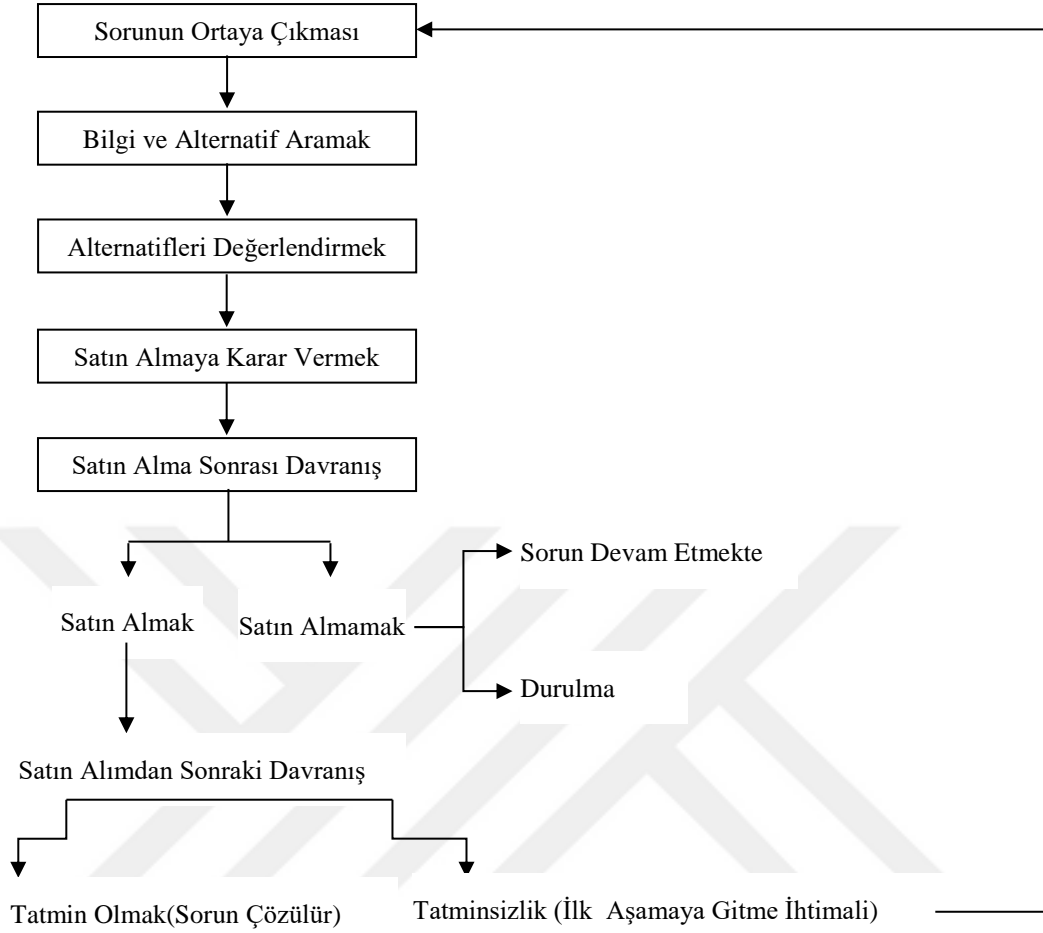 Sorunun Ortaya Çıkması
Bilgi ve Alternatif Aramak
Alternatifleri Değerlendirmek
Satın Almaya Karar Vermek
Satın Alma Sonrası Davranış
Sorun Devam Etmekte
Satın Almak
Satın Almamak
Durulma
Satın Alımdan Sonraki Davranış
Tatmin Olmak(Sorun Çözülür)
Tatminsizlik (İlk Aşamaya Gitme İhtimali)